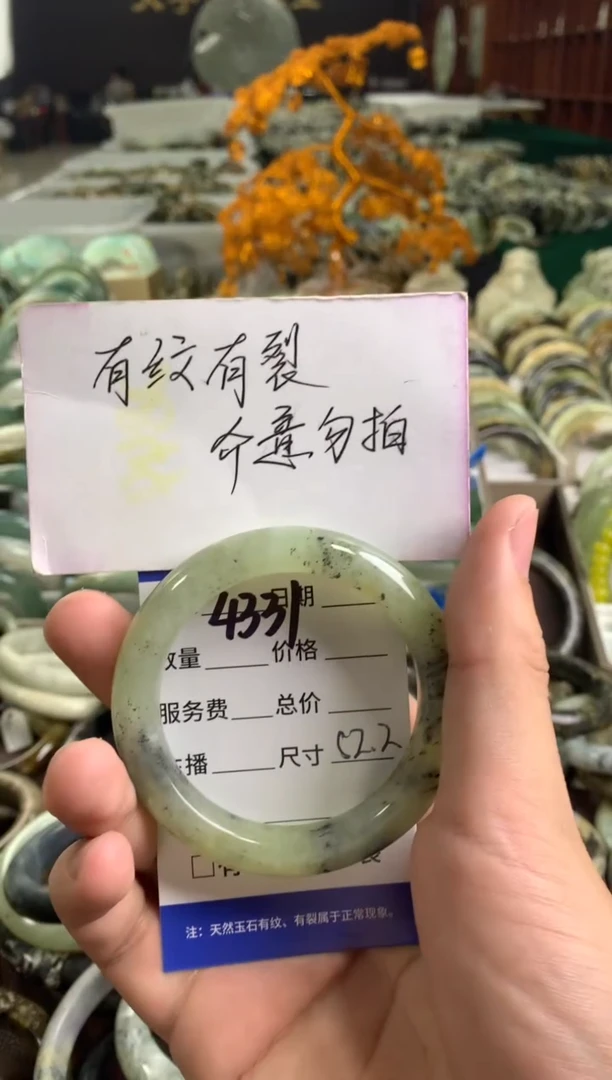 有纹有裂
介意勿拍
4331
日期
数量 价格
服务费 总价
播 尺寸 62.2
注：天然玉石有纹、有裂属于正常现象。